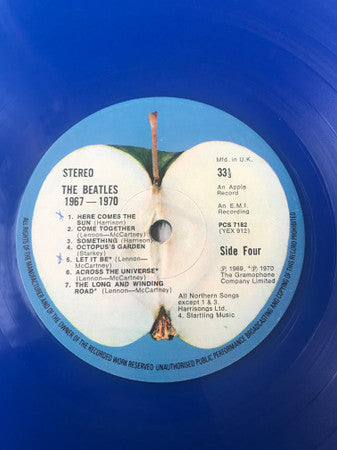 STEREO
THE BEATLES
1967—1970
1. HERE COMES THE
SUN (Harrison)
2. COME TOGETHER
(Lennon—McCartney)
3. SOMETHING (Harrison)
4. OCTOPUS'S GARDEN
(Starkey)
5. LET IT BE* (Lennon—
McCartney)
6. ACROSS THE UNIVERSE*
(Lennon—McCartney)
7. THE LONG AND WINDING
ROAD* (Lennon—McCartney)
Mfd. in U.K.
33⅓
An Apple
Record
An E.M.I.
Recording
PCS 7182
(YEX 912)
Side Four
℗ 1969, *℗ 1970
The Gramophone
Company Limited
All Northern Songs
except 1 & 3.
Harrisongs Ltd.
4. Startling Music
ALL RIGHTS OF THE MANUFACTURER AND OF THE OWNER OF THE RECORDED WORK RESERVED UNAUTHORISED PUBLIC PERFORMANCE BROADCASTING AND COPYING OF THIS RECORD PROHIBITED